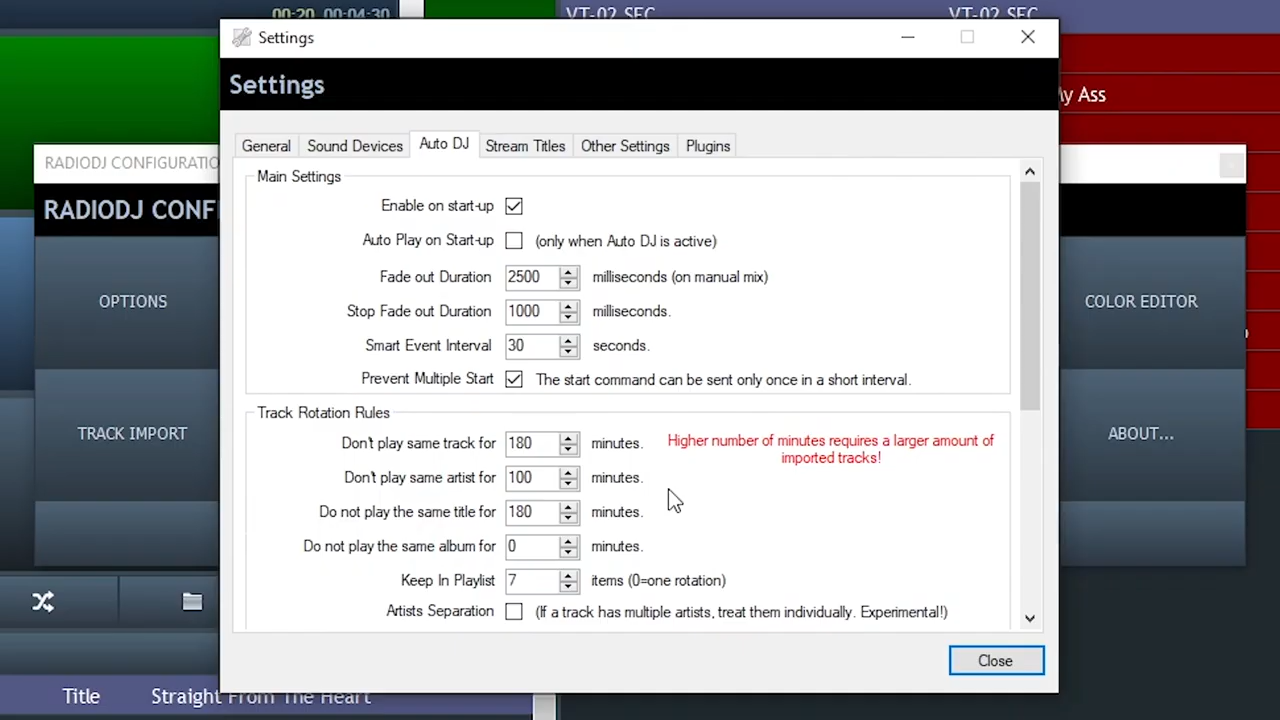 00:20 00:04:30
VT-02 SEC
VT-02 SEC
Settings
Settings
y Ass
General Sound Devices Auto DJ Stream Titles Other Settings Plugins
RADIODJ CONFIGURATIO
RADIODJ CONF
Main Settings
Enable on start-up
Auto Play on Start-up (only when Auto DJ is active)
Fade out Duration 2500 milliseconds (on manual mix)
Stop Fade out Duration 1000 milliseconds.
Smart Event Interval 30 seconds.
Prevent Multiple Start The start command can be sent only once in a short interval.
OPTIONS
COLOR EDITOR
TRACK IMPORT
ABOUT...
Track Rotation Rules
Don't play same track for 180 minutes.
Higher number of minutes requires a larger amount of
imported tracks!
Don't play same artist for 100 minutes.
Do not play the same title for 180 minutes.
Do not play the same album for 0 minutes.
Keep In Playlist 7 items (0=one rotation)
Artists Separation (If a track has multiple artists, treat them individually. Experimental!)
Close
Title Straight From The Heart